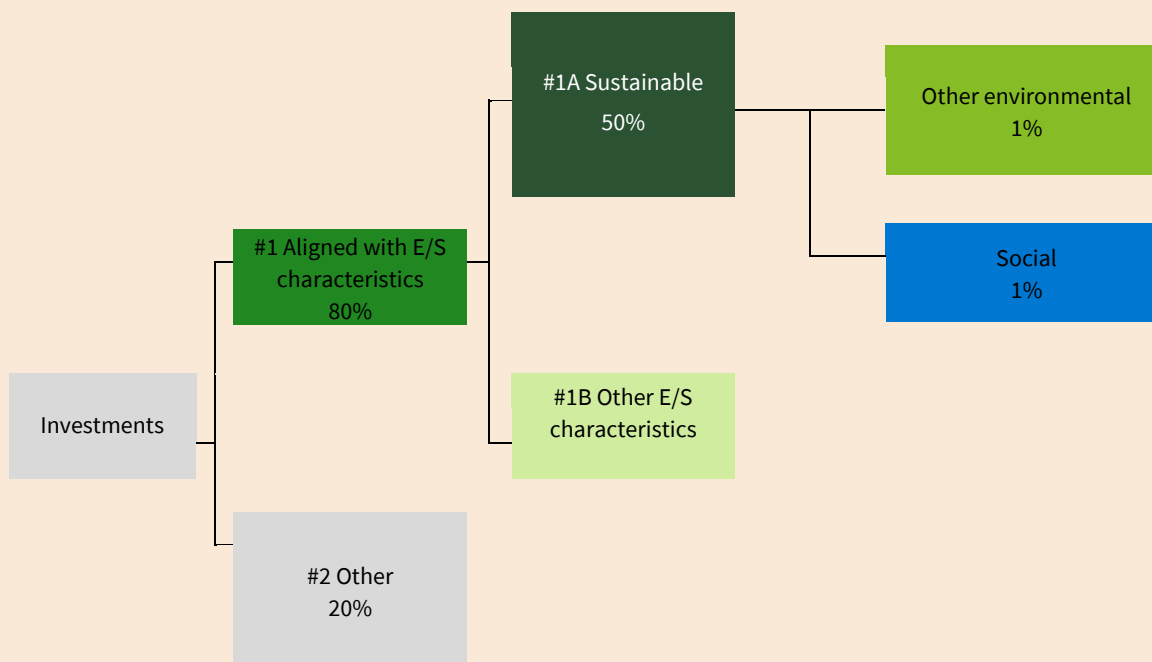 #1A Sustainable
50%
Other environmental
1%
Social
1%
#1 Aligned with E/S
characteristics
80%
#1B Other E/S
characteristics
Investments
#2 Other
20%